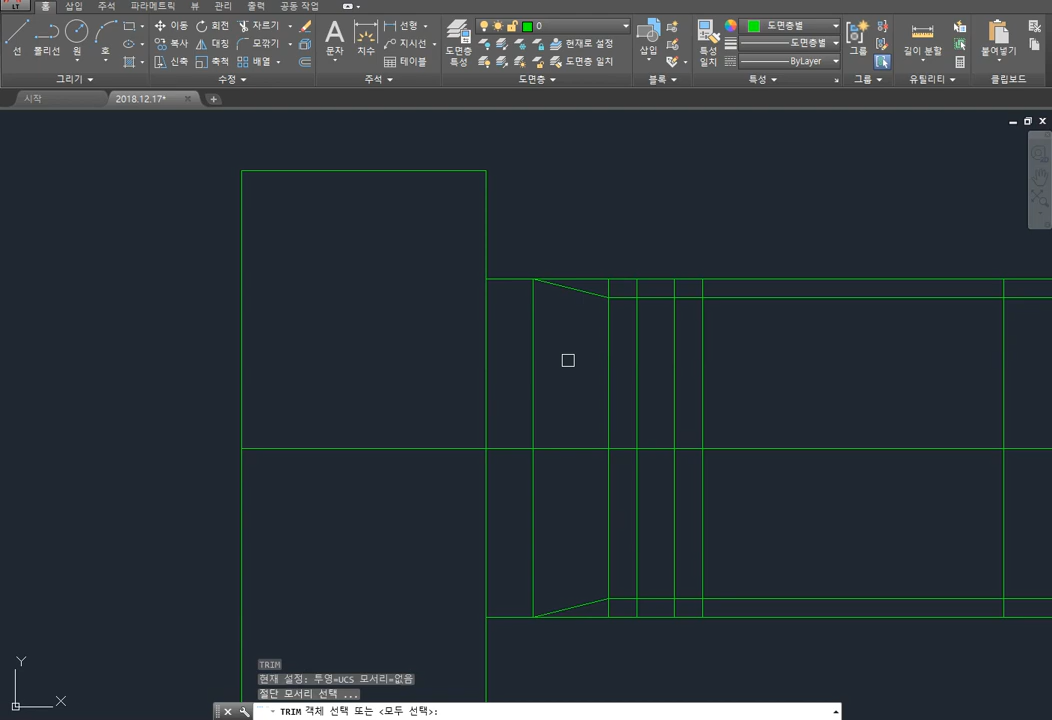 LT 홈 삽입 주석 파라메트릭 뷰 관리 출력 공동 작업
선 폴리선 원 호
이동 회전 자르기
복사 대칭 모깎기
신축 축척 배열
문자 치수
선형
지시선
테이블
도면층 특성
0
현재로 설정
도면층 일치
삽입
특성 일치
도면층별
도면층별
ByLayer
그룹
길이 분할
붙여넣기
그리기 수정 주석 도면층 블록 특성 그룹 유틸리티 클립보드
시작 2018.12.17*
Y
X
TRIM
현재 설정: 투영=UCS 모서리=없음
절단 모서리 선택 ...
TRIM 객체 선택 또는 <모두 선택>: